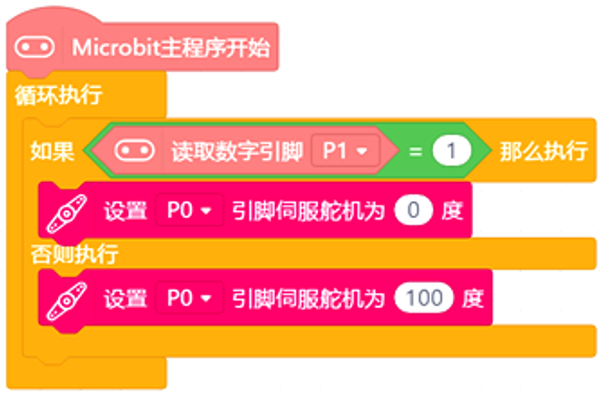 Microbit主程序开始
循环执行
如果 读取数字引脚 P1 = 1 那么执行
设置 P0 引脚伺服舵机为 0 度
否则执行
设置 P0 引脚伺服舵机为 100 度